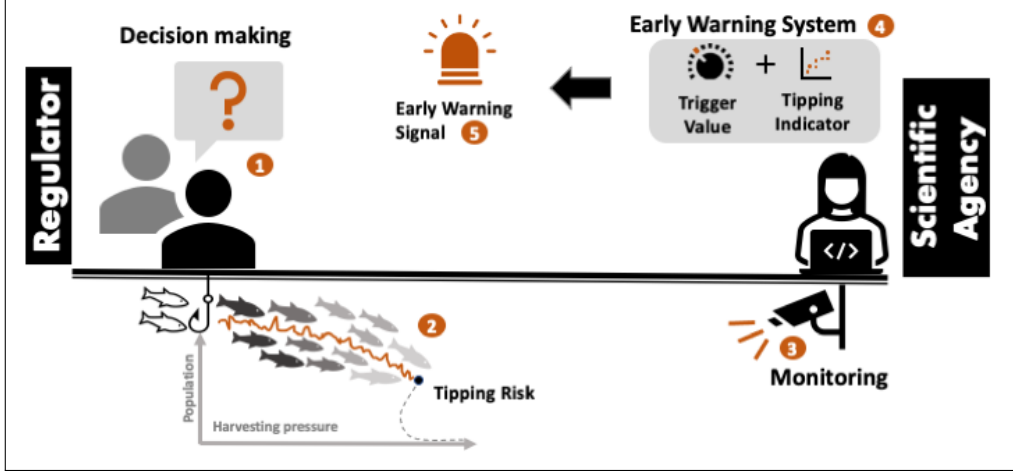 Decision making
Early Warning System 4
Trigger
Value
+
Tipping
Indicator
Early Warning
Signal 5
?
1
Regulator
Scientific
Agency
</>
2
3
Monitoring
Tipping Risk
Population
Harvesting pressure